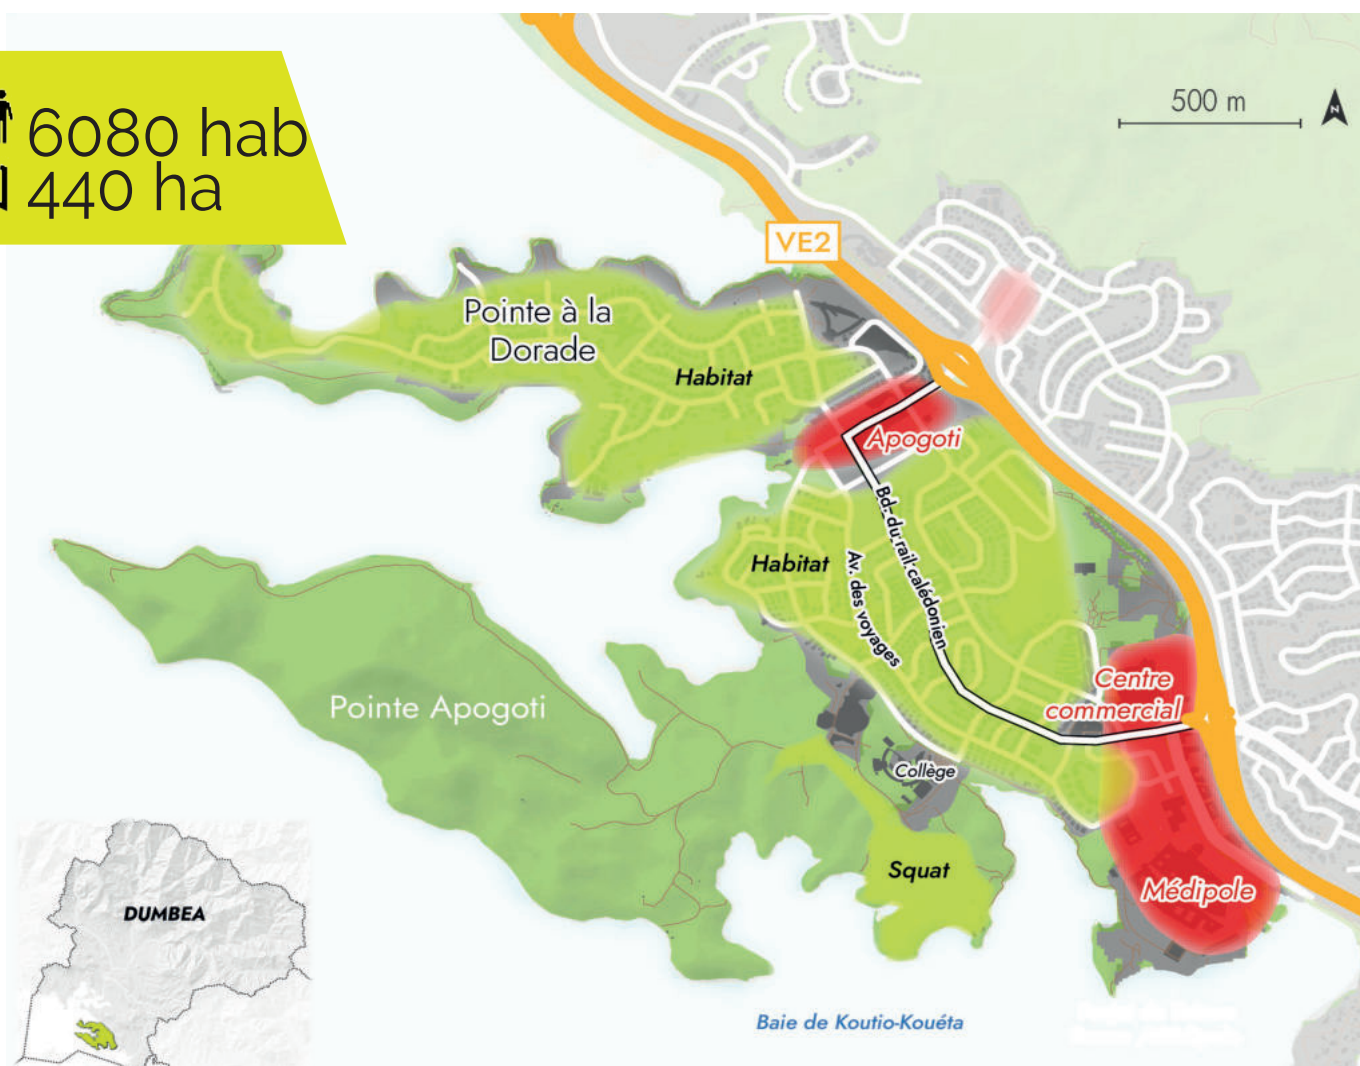 6080 hab
440 ha
500 m
N
VE2
Pointe à la
Dorade
Habitat
Apogoti
Bd. du rail calédonien
Habitat
Av. des voyages
Centre
commercial
Pointe Apogoti
Collège
Squat
Médipole
DUMBEA
Baie de Koutio-Kouéta